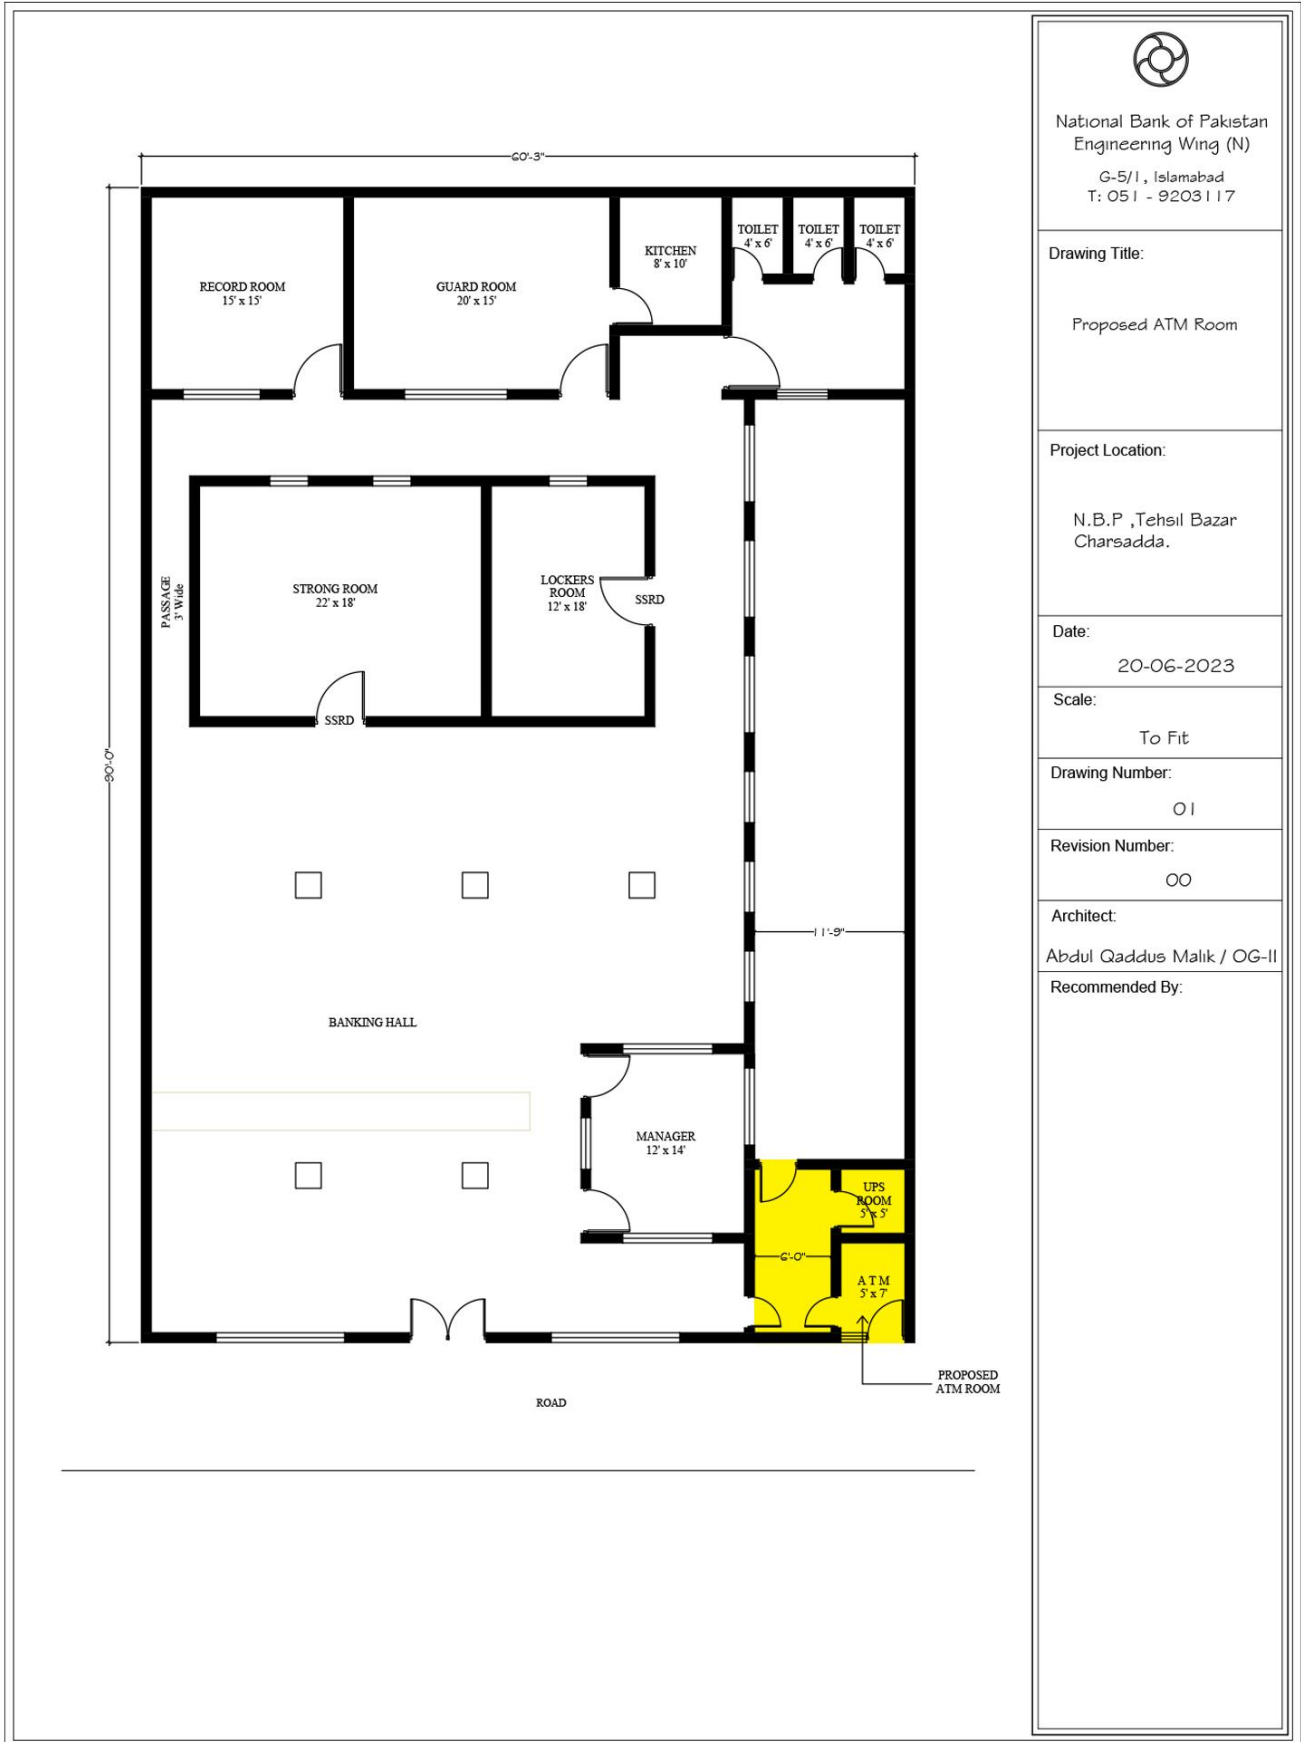 60'-3"
RECORD ROOM
15' x 15'
GUARD ROOM
20' x 15'
KITCHEN
8' x 10'
TOILET
4' x 6'
TOILET
4' x 6'
TOILET
4' x 6'
PASSAGE
3' Wide
STRONG ROOM
22' x 18'
SSRD
LOCKERS
ROOM
12' x 18'
SSRD
90'-0"
11'-9"
BANKING HALL
MANAGER
12' x 14'
UPS
ROOM
5' x 5'
6'-0"
A T M
5' x 7'
PROPOSED
ATM ROOM
ROAD
National Bank of Pakistan
Engineering Wing (N)
G-5/1, Islamabad
T: 051 - 9203117
Drawing Title:
Proposed ATM Room
Project Location:
N.B.P ,Tehsil Bazar
Charsadda.
Date:
20-06-2023
Scale:
To Fit
Drawing Number:
01
Revision Number:
00
Architect:
Abdul Qaddus Malik / OG-II
Recommended By: